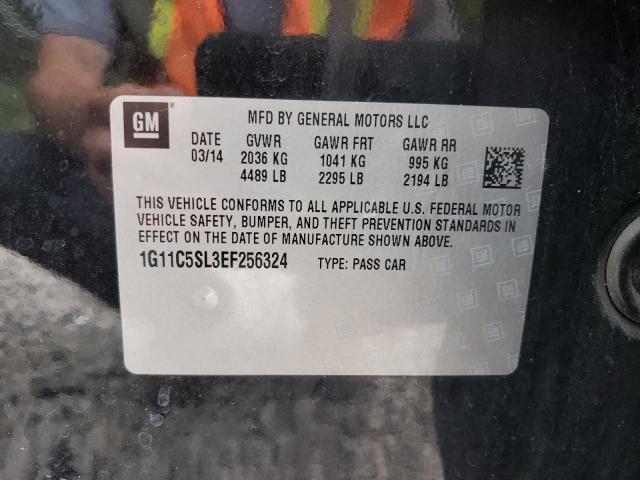 GM
MFD BY GENERAL MOTORS LLC
DATE GVWR GAWR FRT GAWR RR
03/14 2036 KG 1041 KG 995 KG
4489 LB 2295 LB 2194 LB
THIS VEHICLE CONFORMS TO ALL APPLICABLE U.S. FEDERAL MOTOR
VEHICLE SAFETY, BUMPER, AND THEFT PREVENTION STANDARDS IN
EFFECT ON THE DATE OF MANUFACTURE SHOWN ABOVE.
1G11C5SL3EF256324 TYPE: PASS CAR